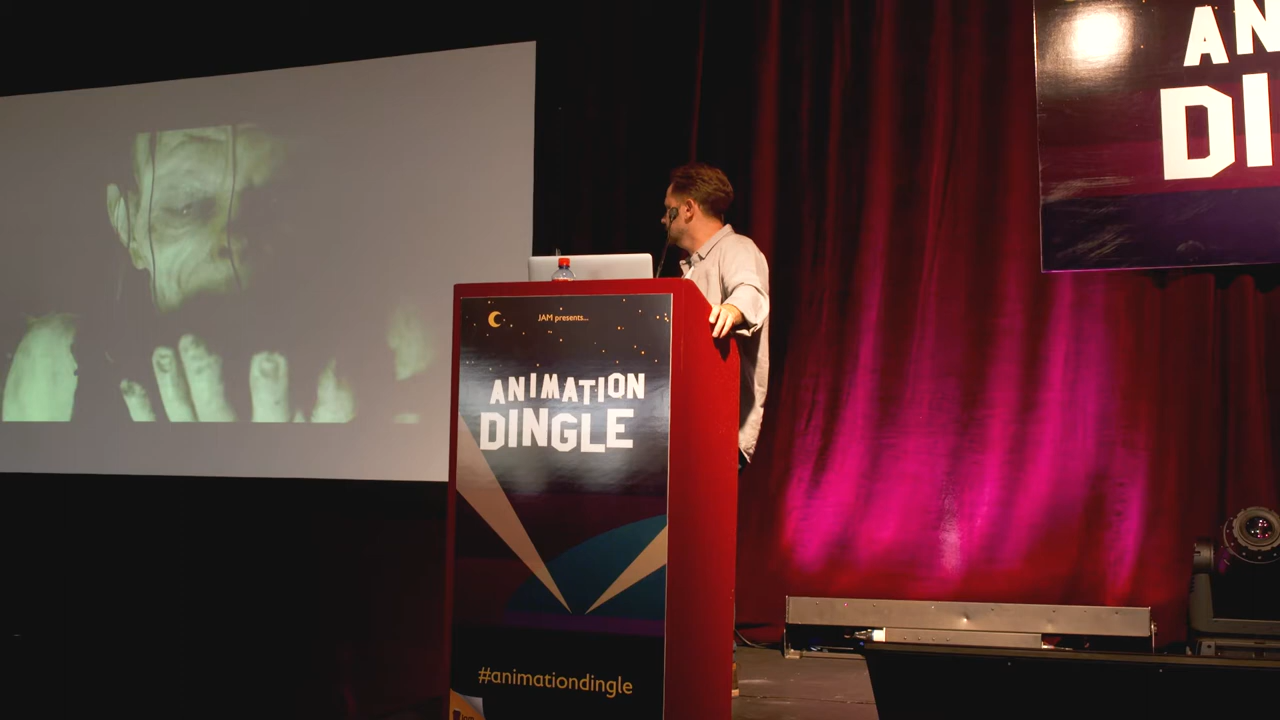 JAM presents...
ANIMATION
DINGLE
#animationdingle
AN
DI